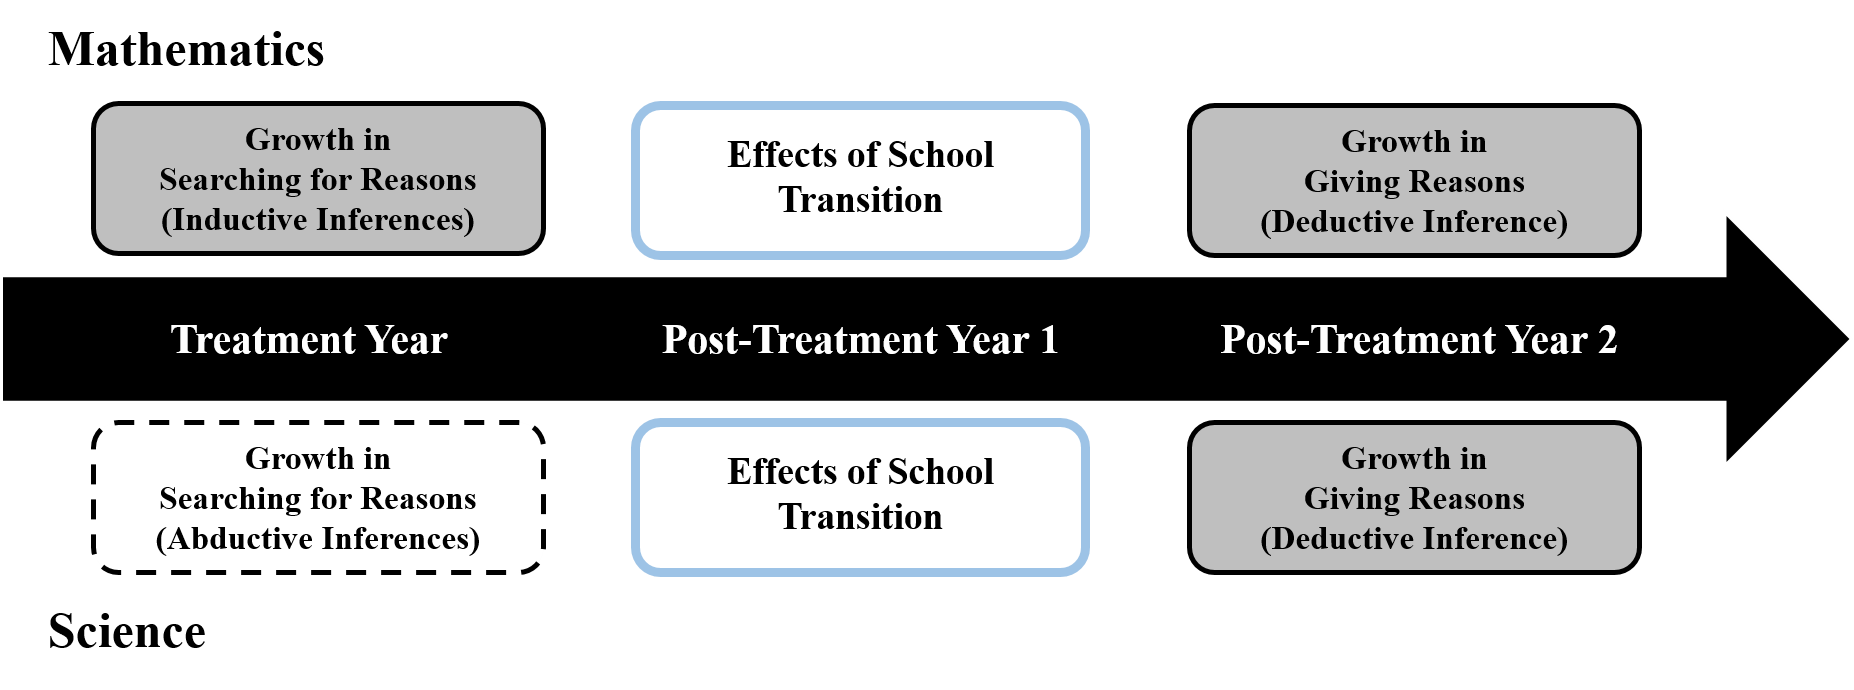 Mathematics
Growth in
Searching for Reasons
(Inductive Inferences)
Effects of School
Transition
Growth in
Giving Reasons
(Deductive Inference)
Treatment Year
Post-Treatment Year 1
Post-Treatment Year 2
Growth in
Searching for Reasons
(Abductive Inferences)
Effects of School
Transition
Growth in
Giving Reasons
(Deductive Inference)
Science